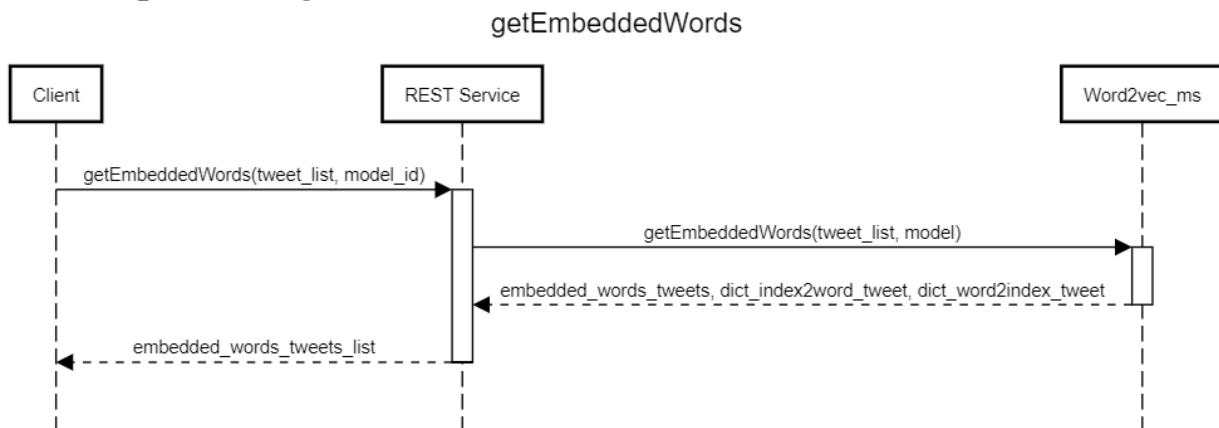 getEmbeddedWords
Client
REST Service
Word2vec_ms
getEmbeddedWords(tweet_list, model_id)
getEmbeddedWords(tweet_list, model)
embedded_words_tweets, dict_index2word_tweet, dict_word2index_tweet
embedded_words_tweets_list